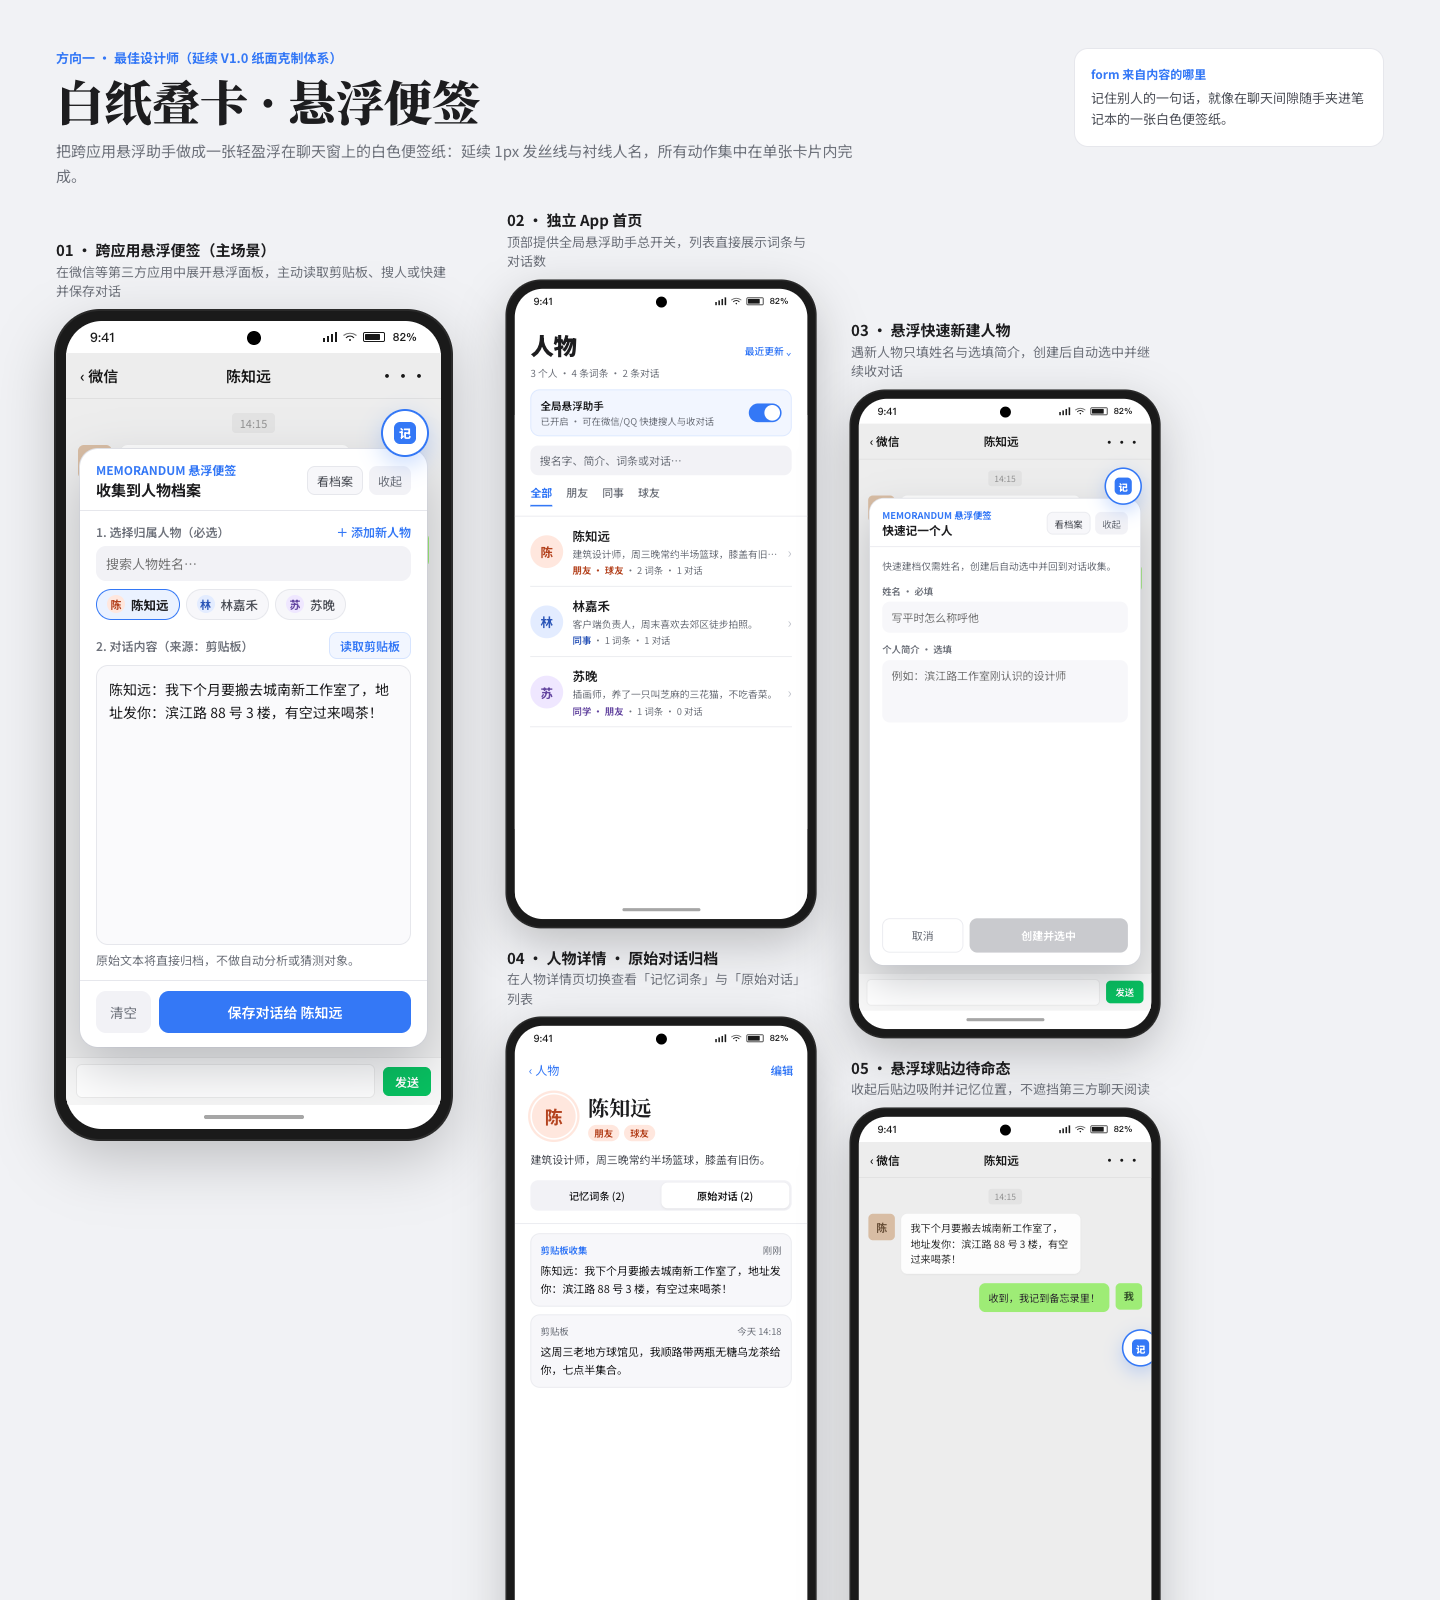 方向一 · 最佳设计师（延续 V1.0 纸面克制体系）
白纸叠卡 · 悬浮便签
把跨应用悬浮助手做成一张轻盈浮在聊天窗上的白色便签纸：延续 1px 发丝线与衬线人名，所有动作集中在单张卡片内完
成。
form 来自内容的哪里
记住别人的一句话，就像在聊天间隙随手夹进笔
记本的一张白色便签纸。
01 · 跨应用悬浮便签（主场景）
在微信等第三方应用中展开悬浮面板，主动读取剪贴板、搜人或快建
并保存对话
9:41
82%
‹ 微信
陈知远
• • •
14:15
记
MEMORANDUM 悬浮便签
收集到人物档案
看档案
收起
1. 选择归属人物（必选）
＋ 添加新人物
搜索人物姓名…
陈 陈知远
林 林嘉禾
苏 苏晚
2. 对话内容（来源：剪贴板）
读取剪贴板
陈知远：我下个月要搬去城南新工作室了，地
址发你：滨江路 88 号 3 楼，有空过来喝茶！
原始文本将直接归档，不做自动分析或猜测对象。
清空
保存对话给 陈知远
发送
02 · 独立 App 首页
顶部提供全局悬浮助手总开关，列表直接展示词条与
对话数
9:41
82%
人物
最近更新 ⌄
3 个人 · 4 条词条 · 2 条对话
全局悬浮助手
已开启 · 可在微信/QQ 快捷搜人与收对话
搜名字、简介、词条或对话…
全部 朋友 同事 球友
陈
陈知远
建筑设计师，周三晚常约半场篮球，膝盖有旧…
›
朋友 · 球友 · 2 词条 · 1 对话
林
林嘉禾
客户端负责人，周末喜欢去郊区徒步拍照。
›
同事 · 1 词条 · 1 对话
苏
苏晚
插画师，养了一只叫芝麻的三花猫，不吃香菜。
›
同学 · 朋友 · 1 词条 · 0 对话
03 · 悬浮快速新建人物
遇新人物只填姓名与选填简介，创建后自动选中并继
续收对话
9:41
82%
‹ 微信
陈知远
• • •
14:15
记
MEMORANDUM 悬浮便签
快速记一个人
看档案
收起
快速建档仅需姓名，创建后自动选中并回到对话收集。
姓名 · 必填
写平时怎么称呼他
个人简介 · 选填
例如：滨江路工作室刚认识的设计师
取消
创建并选中
发送
04 · 人物详情 · 原始对话归档
在人物详情页切换查看「记忆词条」与「原始对话」
列表
9:41
82%
‹ 人物
编辑
陈
陈知远
朋友 球友
建筑设计师，周三晚常约半场篮球，膝盖有旧伤。
记忆词条 (2)
原始对话 (2)
剪贴板收集
刚刚
陈知远：我下个月要搬去城南新工作室了，地址发
你：滨江路 88 号 3 楼，有空过来喝茶！
剪贴板
今天 14:18
这周三老地方球馆见，我顺路带两瓶无糖乌龙茶给
你，七点半集合。
05 · 悬浮球贴边待命态
收起后贴边吸附并记忆位置，不遮挡第三方聊天阅读
9:41
82%
‹ 微信
陈知远
• • •
14:15
陈
我下个月要搬去城南新工作室了，
地址发你：滨江路 88 号 3 楼，有空
过来喝茶！
收到，我记到备忘录里！
我
记